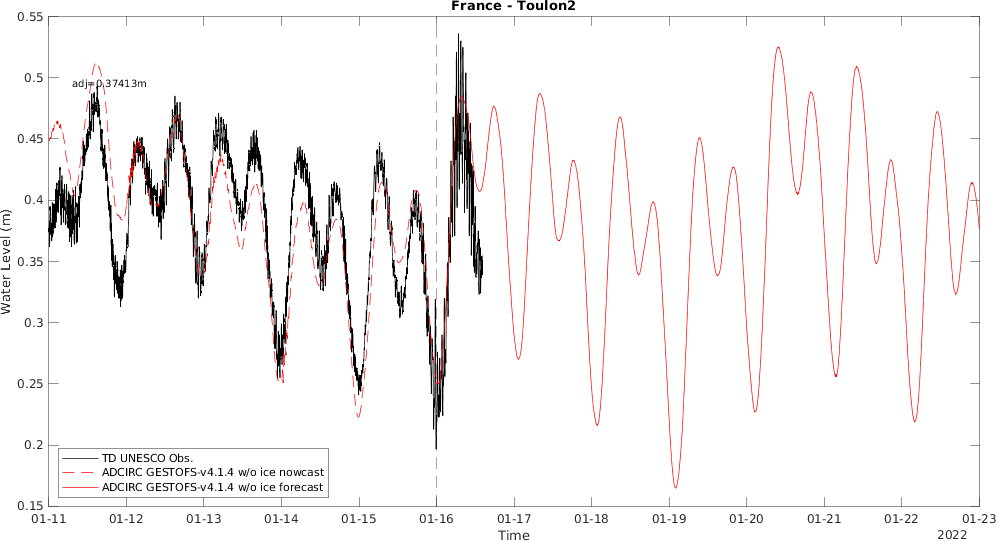 France - Toulon2
0.55
0.5
0.45
0.4
0.35
0.3
0.25
0.2
0.15
Water Level (m)
adj=0.37413m
TD UNESCO Obs.
ADCIRC GESTOFS-v4.1.4 w/o ice nowcast
ADCIRC GESTOFS-v4.1.4 w/o ice forecast
01-11 01-12 01-13 01-14 01-15 01-16 01-17 01-18 01-19 01-20 01-21 01-22 01-23
Time
2022